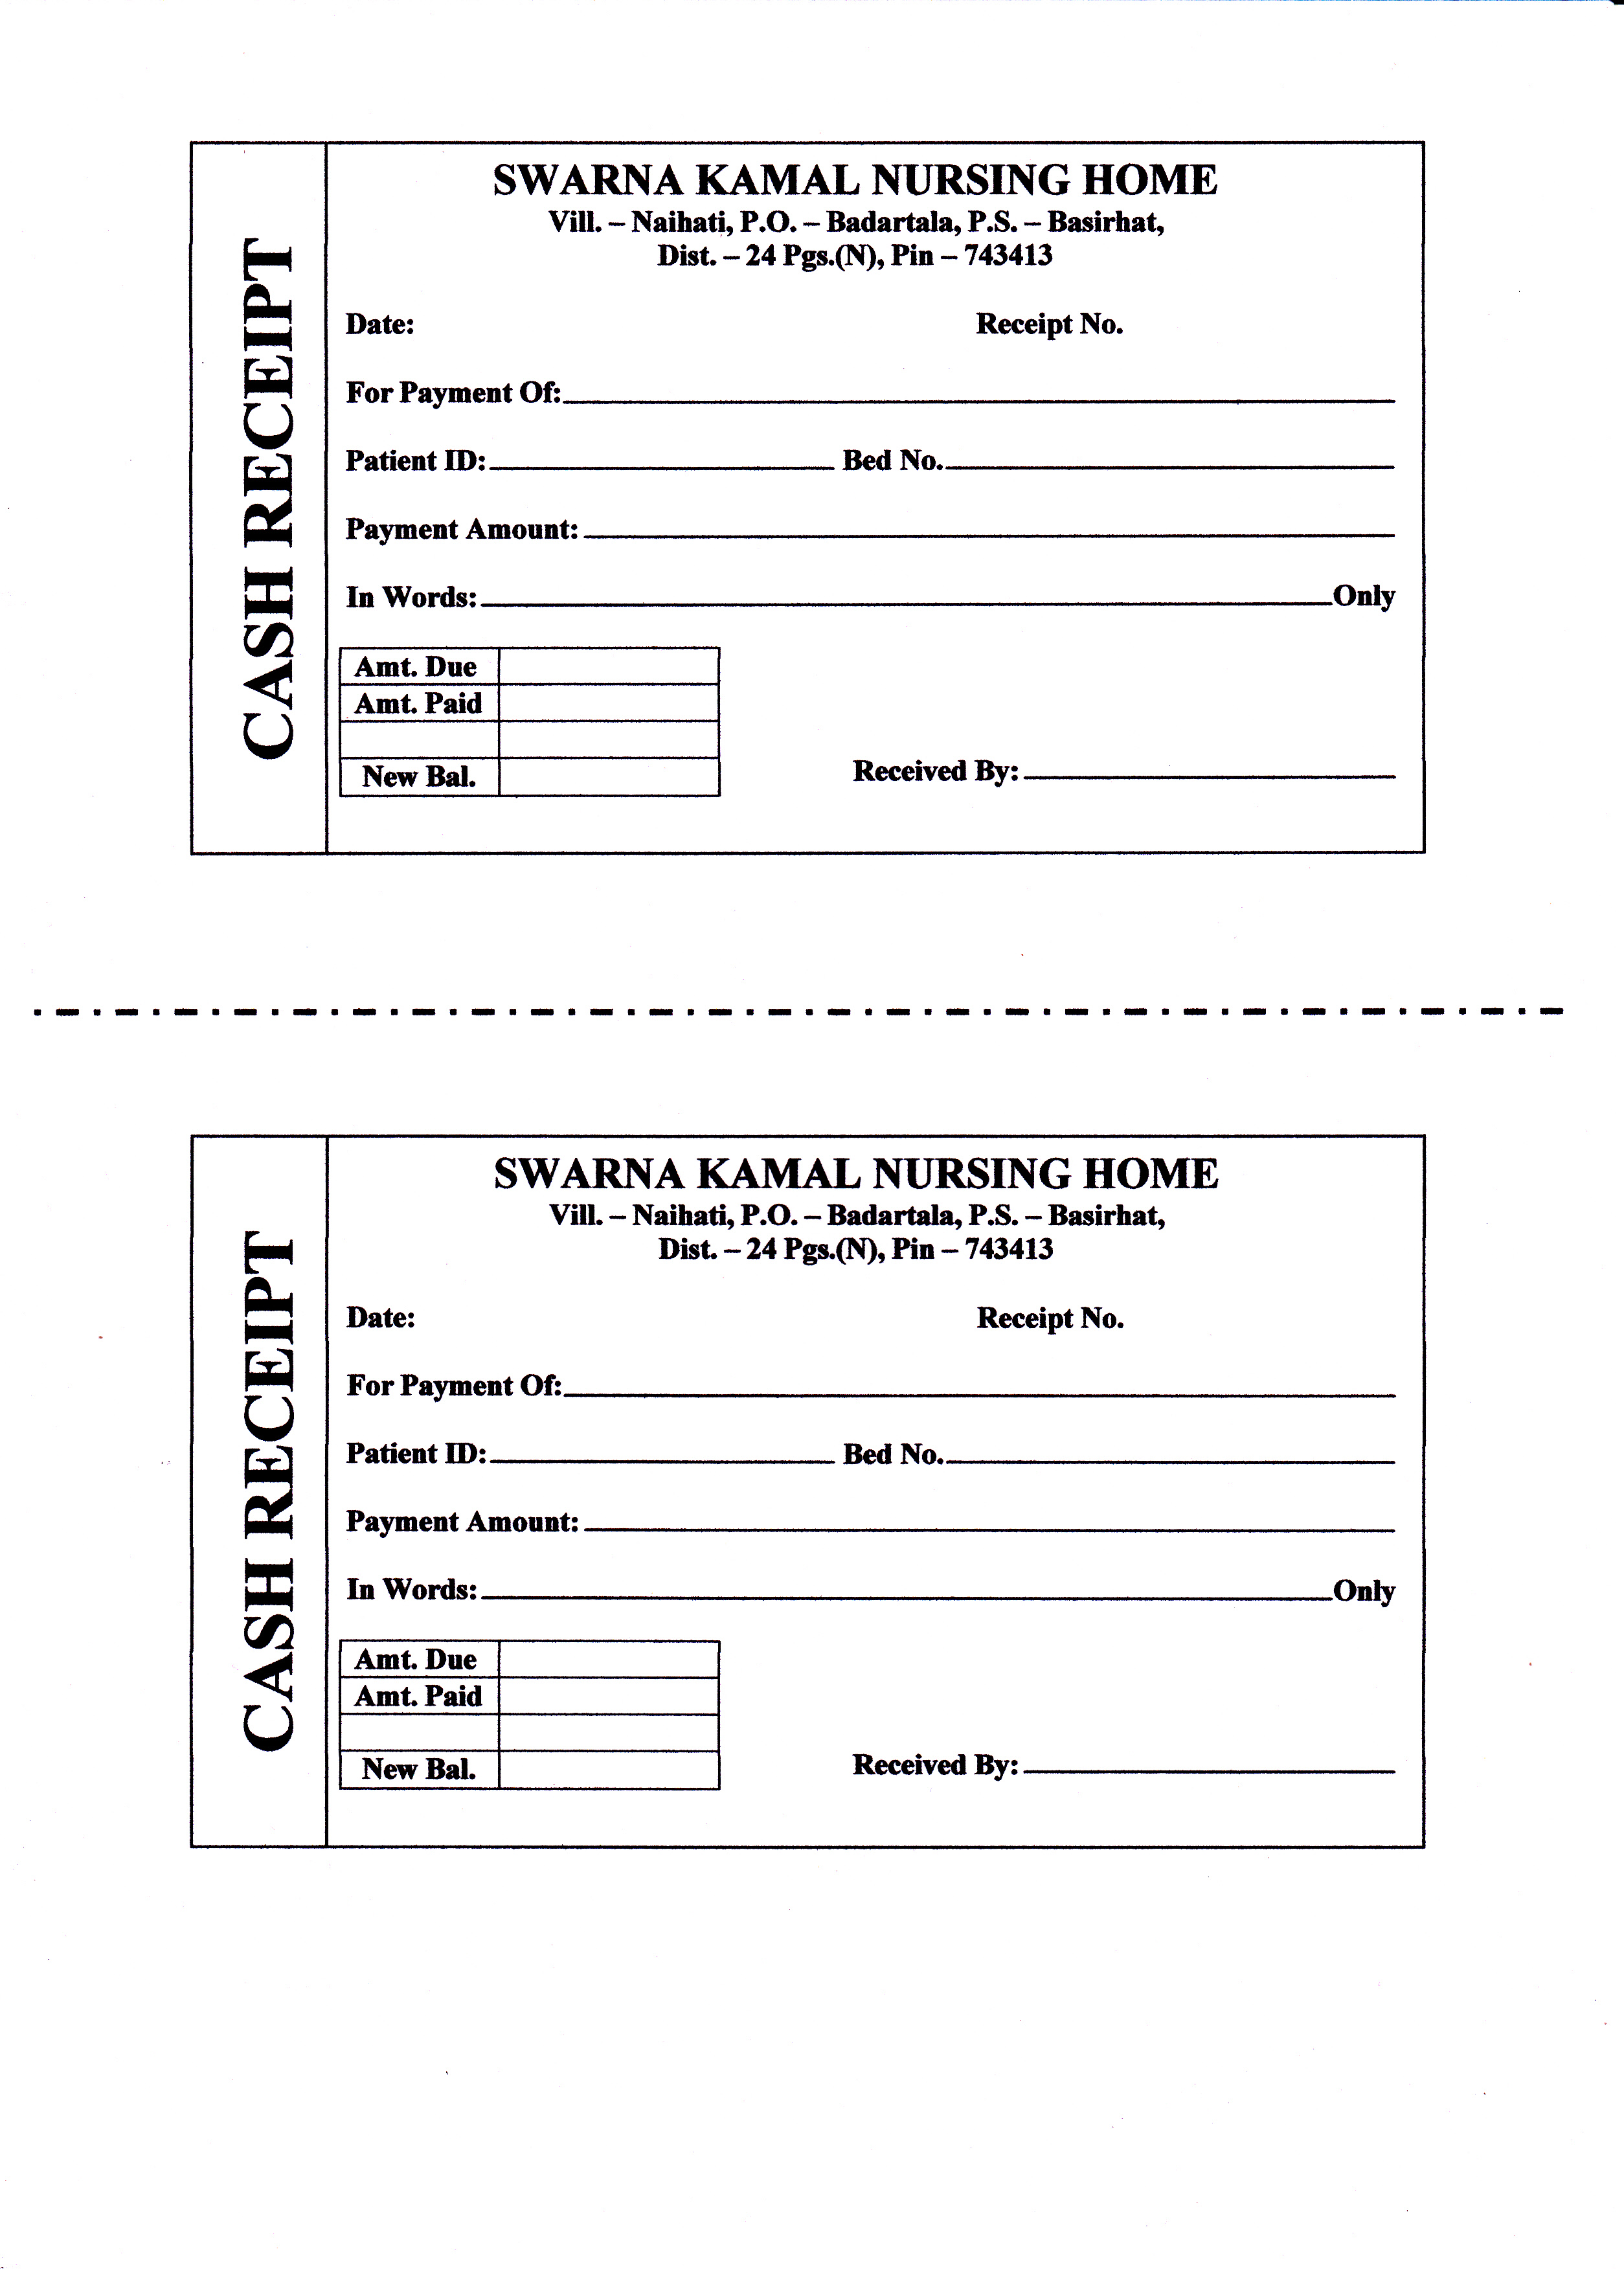 CASH RECEIPT
SWARNA KAMAL NURSING HOME
Vill. – Naihati, P.O. – Badartala, P.S. – Basirhat,
Dist. – 24 Pgs.(N), Pin – 743413
Date: Receipt No.
For Payment Of:
Patient ID: Bed No.
Payment Amount:
In Words: Only
Amt. Due
Amt. Paid
New Bal.
Received By:
CASH RECEIPT
SWARNA KAMAL NURSING HOME
Vill. – Naihati, P.O. – Badartala, P.S. – Basirhat,
Dist. – 24 Pgs.(N), Pin – 743413
Date: Receipt No.
For Payment Of:
Patient ID: Bed No.
Payment Amount:
In Words: Only
Amt. Due
Amt. Paid
New Bal.
Received By: